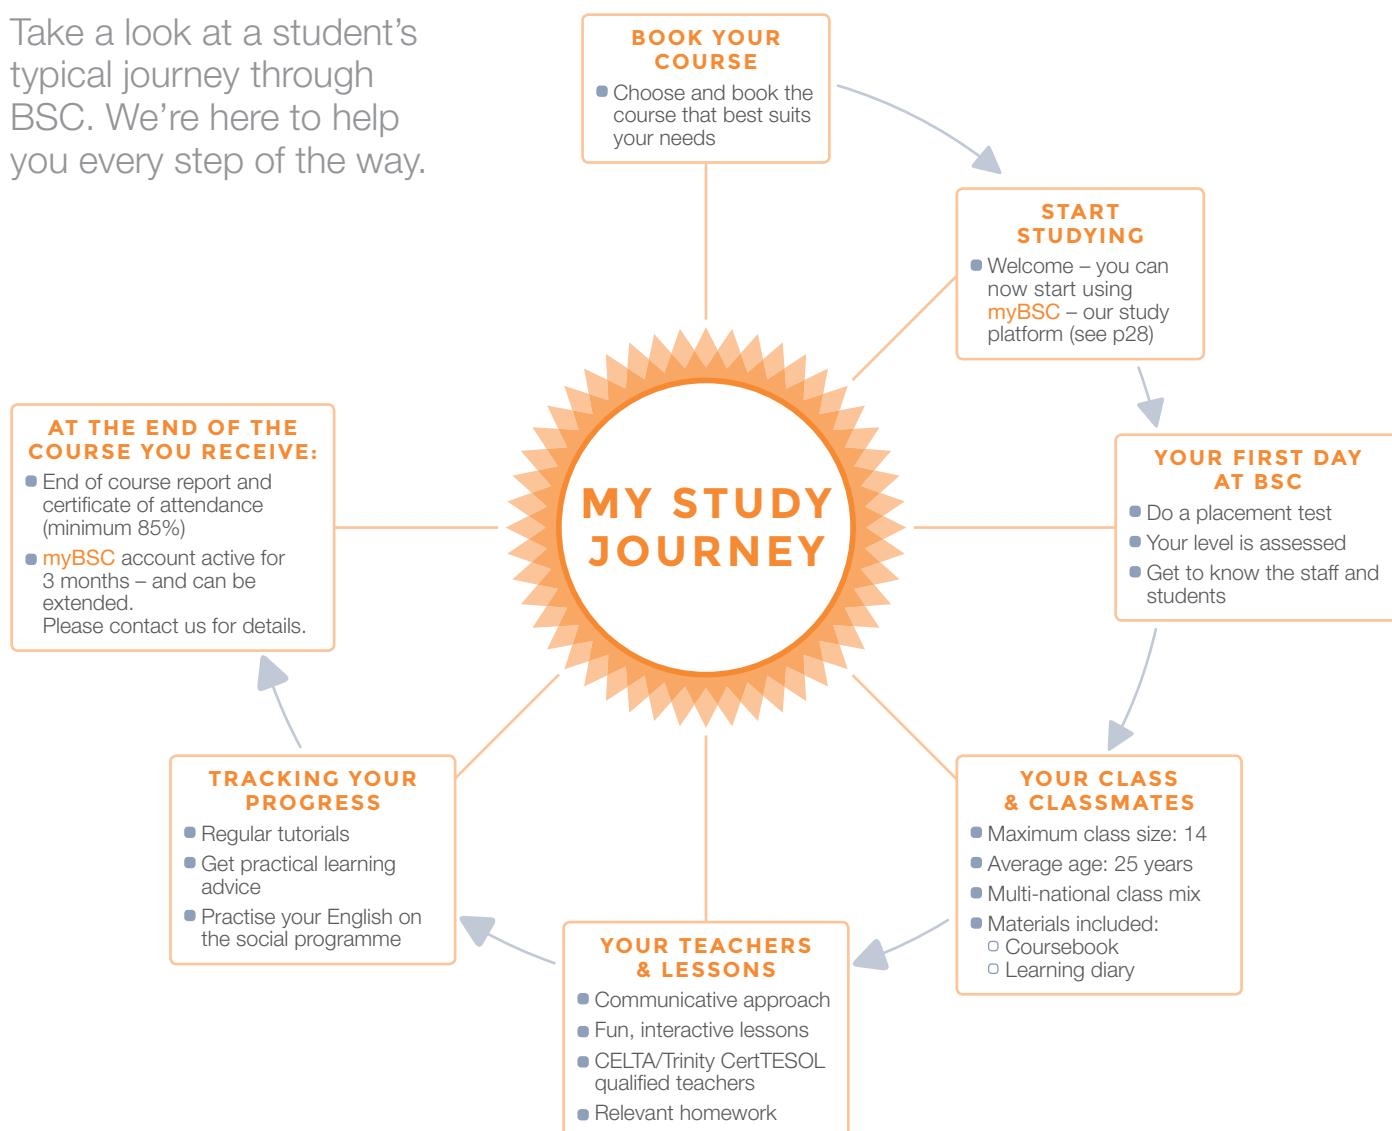 Take a look at a student’s
typical journey through
BSC. We’re here to help
you every step of the way.
BOOK YOUR
COURSE
Choose and book the
course that best suits
your needs
START
STUDYING
Welcome – you can
now start using
myBSC – our study
platform (see p28)
YOUR FIRST DAY
AT BSC
Do a placement test
Your level is assessed
Get to know the staff and
students
YOUR CLASS
& CLASSMATES
Maximum class size: 14
Average age: 25 years
Multi-national class mix
Materials included:
Coursebook
Learning diary
YOUR TEACHERS
& LESSONS
Communicative approach
Fun, interactive lessons
CELTA/Trinity CertTESOL
qualified teachers
Relevant homework
TRACKING YOUR
PROGRESS
Regular tutorials
Get practical learning
advice
Practise your English on
the social programme
AT THE END OF THE
COURSE YOU RECEIVE:
End of course report and
certificate of attendance
(minimum 85%)
myBSC account active for
3 months – and can be
extended.
Please contact us for details.
MY STUDY
JOURNEY